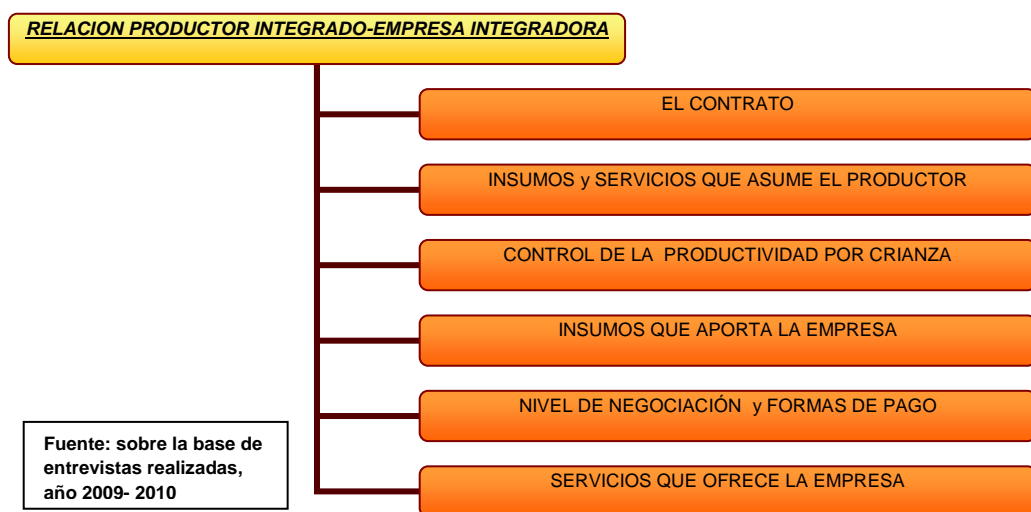 RELACION PRODUCTOR INTEGRADO-EMPRESA INTEGRADORA
EL CONTRATO
INSUMOS y SERVICIOS QUE ASUME EL PRODUCTOR
CONTROL DE LA PRODUCTIVIDAD POR CRIANZA
INSUMOS QUE APORTA LA EMPRESA
NIVEL DE NEGOCIACIÓN y FORMAS DE PAGO
SERVICIOS QUE OFRECE LA EMPRESA
Fuente: sobre la base de
entrevistas realizadas,
año 2009- 2010